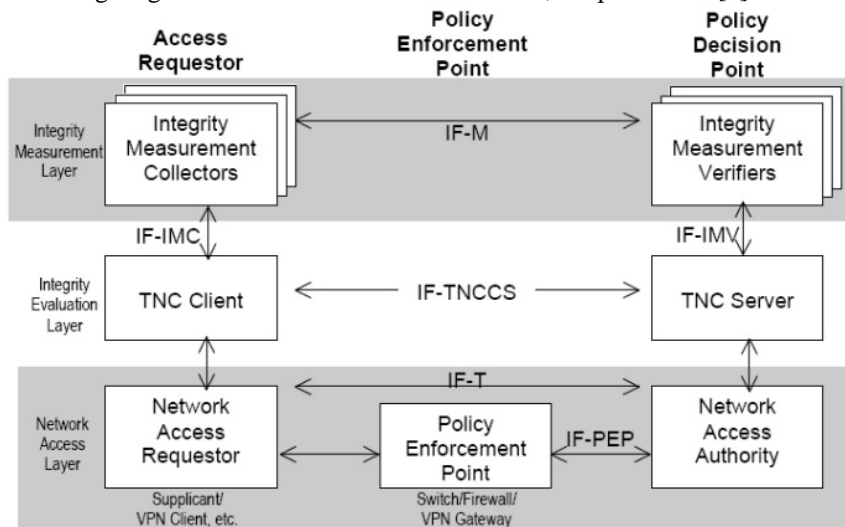 Access
Requestor
Policy
Enforcement
Point
Policy
Decision
Point
Integrity
Measurement
Layer
Integrity
Measurement
Collectors
IF-M
Integrity
Measurement
Verifiers
IF-IMC
IF-IMV
Integrity
Evaluation
Layer
TNC Client
IF-TNCCS
TNC Server
Network
Access
Layer
Network
Access
Requestor
IF-T
Policy
Enforcement
Point
IF-PEP
Network
Access
Authority
Supplicant/
VPN Client, etc.
Switch/Firewall/
VPN Gateway